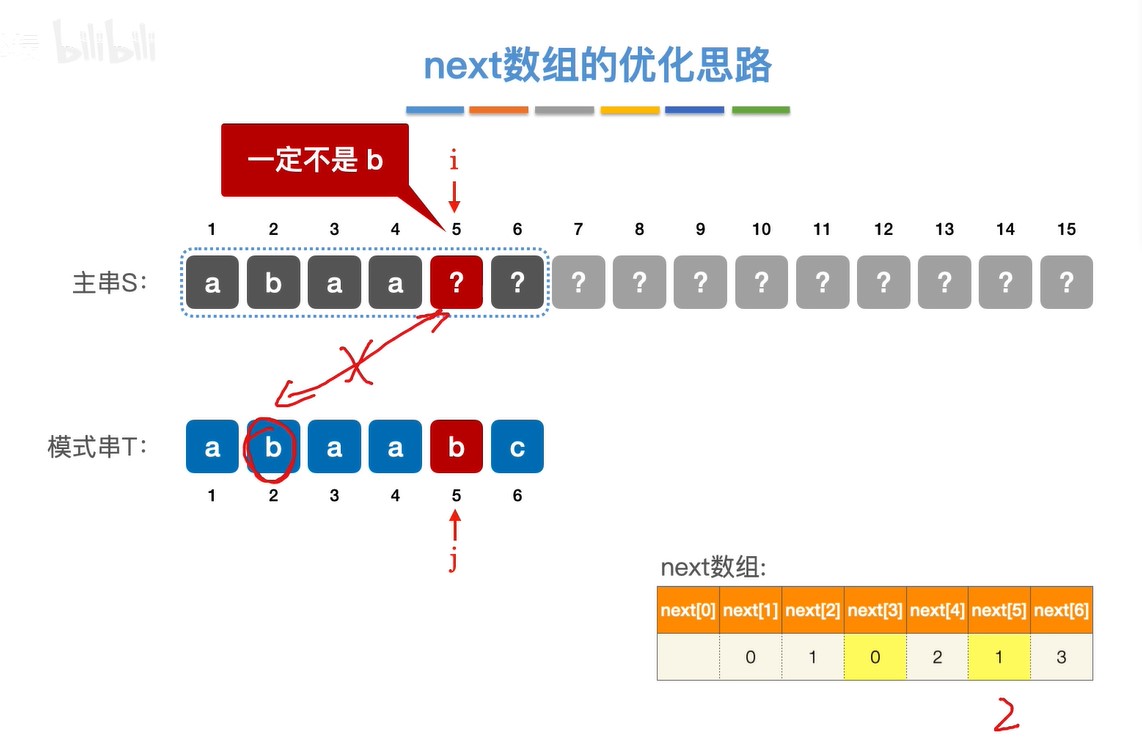 bilibili
next数组的优化思路
一定不是 b
i
1 2 3 4 5 6 7 8 9 10 11 12 13 14 15
主串S: a b a a ? ? ? ? ? ? ? ? ? ? ?
X
模式串T: a b a a b c
1 2 3 4 5 6
j
next数组:
next[0] next[1] next[2] next[3] next[4] next[5] next[6]
0 1 0 2 1 3
2